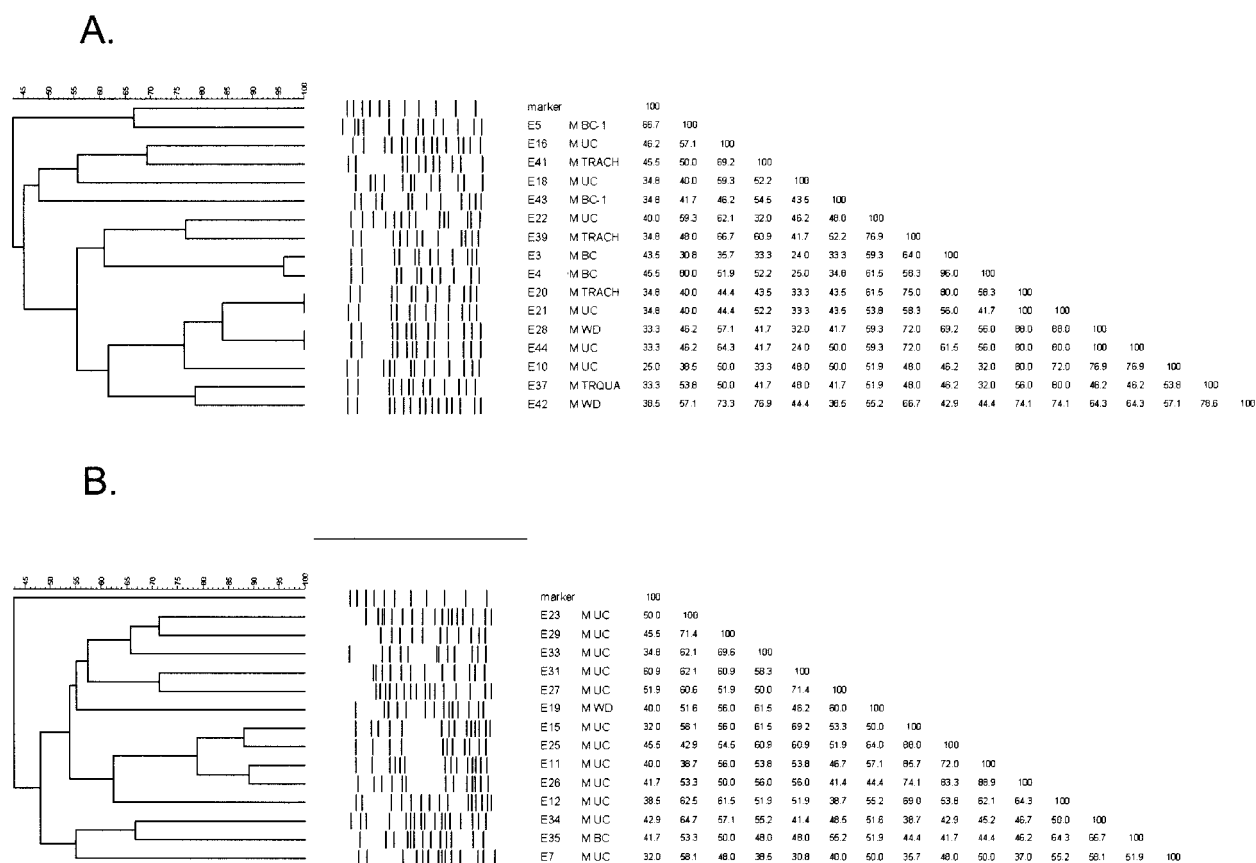 A.
45 50 55 60 65 70 75 80 85 90 95 100
marker 100
E5 M BC-1 66.7 100
E16 M UC 46.2 57.1 100
E41 M TRACH 45.5 50.0 69.2 100
E18 M UC 34.8 40.0 59.3 52.2 100
E43 M BC-1 34.8 41.7 46.2 54.5 43.5 100
E22 M UC 40.0 59.3 62.1 32.0 46.2 48.0 100
E39 M TRACH 34.8 48.0 66.7 60.9 41.7 52.2 76.9 100
E3 M BC 43.5 30.8 35.7 33.3 24.0 33.3 59.3 64.0 100
E4 M BC 45.5 80.0 51.9 52.2 25.0 34.8 61.5 58.3 96.0 100
E20 M TRACH 34.8 40.0 44.4 43.5 33.3 43.5 61.5 75.0 80.0 58.3 100
E21 M UC 34.8 40.0 44.4 52.2 33.3 43.5 53.8 58.3 56.0 41.7 100 100
E28 M WD 33.3 46.2 57.1 41.7 32.0 41.7 59.3 72.0 69.2 56.0 88.0 88.0 100
E44 M UC 33.3 46.2 64.3 41.7 24.0 50.0 59.3 72.0 61.5 56.0 80.0 80.0 100 100
E10 M UC 25.0 38.5 50.0 33.3 48.0 50.0 51.9 48.0 46.2 32.0 80.0 72.0 76.9 76.9 100
E37 M TRQUA 33.3 53.8 50.0 41.7 48.0 41.7 51.9 48.0 46.2 32.0 56.0 80.0 46.2 46.2 53.8 100
E42 M WD 38.5 57.1 73.3 76.9 44.4 38.5 55.2 66.7 42.9 44.4 74.1 74.1 64.3 64.3 57.1 78.6 100
B.
45 50 55 60 65 70 75 80 85 90 95 100
marker 100
E23 M UC 50.0 100
E29 M UC 45.5 71.4 100
E33 M UC 34.8 62.1 69.6 100
E31 M UC 60.9 62.1 60.9 58.3 100
E27 M UC 51.9 60.6 51.9 50.0 71.4 100
E19 M WD 40.0 51.6 56.0 61.5 46.2 60.0 100
E15 M UC 32.0 58.1 56.0 61.5 69.2 53.3 50.0 100
E25 M UC 45.5 42.9 54.5 60.9 60.9 51.9 64.0 88.0 100
E11 M UC 40.0 38.7 56.0 53.8 53.8 46.7 57.1 85.7 72.0 100
E26 M UC 41.7 53.3 50.0 56.0 56.0 41.4 44.4 74.1 83.3 88.9 100
E12 M UC 38.5 62.5 61.5 51.9 51.9 38.7 55.2 69.0 53.8 62.1 64.3 100
E34 M UC 42.9 64.7 57.1 55.2 41.4 48.5 51.6 38.7 42.9 45.2 46.7 50.0 100
E35 M BC 41.7 53.3 50.0 48.0 48.0 55.2 51.9 44.4 41.7 44.4 46.2 64.3 66.7 100
E7 M UC 32.0 58.1 48.0 38.5 30.8 40.0 50.0 35.7 48.0 50.0 37.0 55.2 58.1 51.9 100